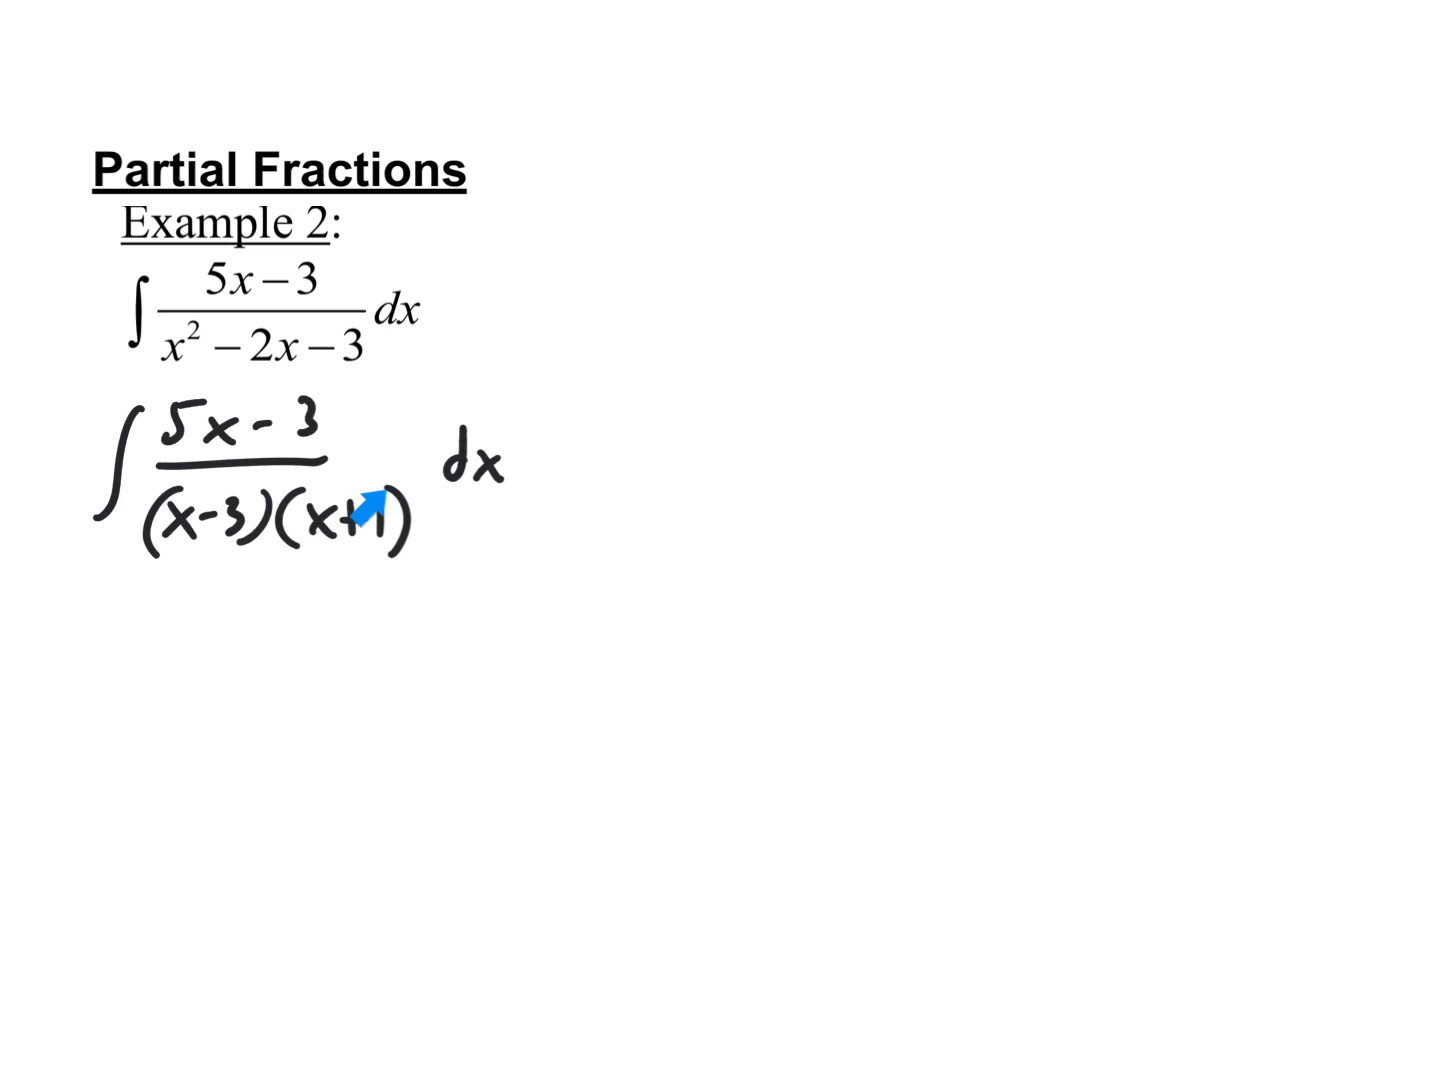 Partial Fractions
Example 2:
∫ (5x − 3)/(x² − 2x − 3) dx
∫ (5x − 3)/((x−3)(x+1)) dx